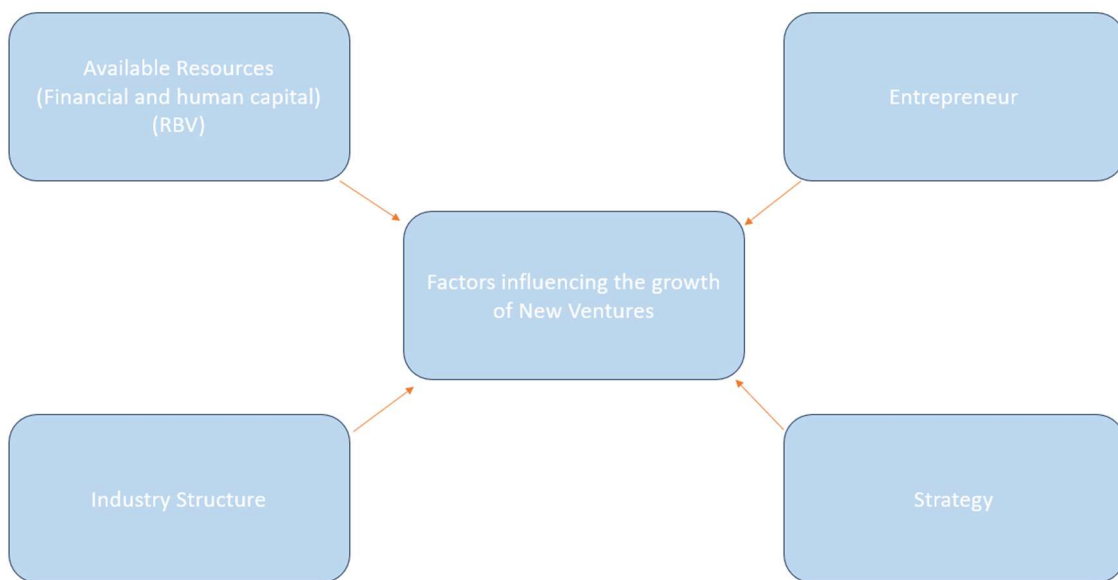 Available Resources
(Financial and human capital)
(RBV)
Entrepreneur
Factors influencing the growth
of New Ventures
Industry Structure
Strategy